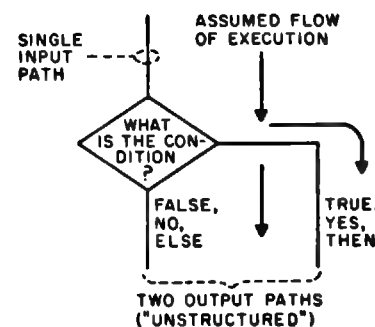 SINGLE
INPUT
PATH
ASSUMED FLOW
OF EXECUTION
WHAT
IS THE CON-
DITION
?
FALSE,
NO,
ELSE
TRUE,
YES,
THEN
TWO OUTPUT PATHS
("UNSTRUCTURED")